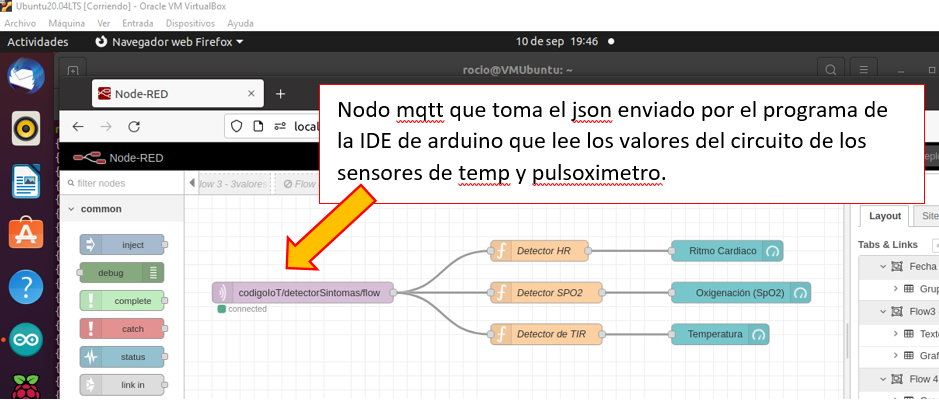 Ubuntu20.04LTS [Corriendo] - Oracle VM VirtualBox
Archivo Máquina Ver Entrada Dispositivos Ayuda
Actividades Navegador web Firefox 10 de sep 19:46
rocio@VMUbuntu: ~
Node-RED
local
Node-RED
Nodo mqtt que toma el json enviado por el programa de
la IDE de arduino que lee los valores del circuito de los
sensores de temp y pulsoximetro.
filter nodes
low 3 - 3valores Flow
common
inject
debug
complete
catch
status
link in
codigoIoT/detectorSintomas/flow
connected
Detector HR
Detector SPO2
Detector de TIR
Ritmo Cardiaco
Oxigenación (SpO2)
Temperatura
Layout Site
Tabs & Links
Fecha
Grup
Flow3
Text
Graf
Flow 4